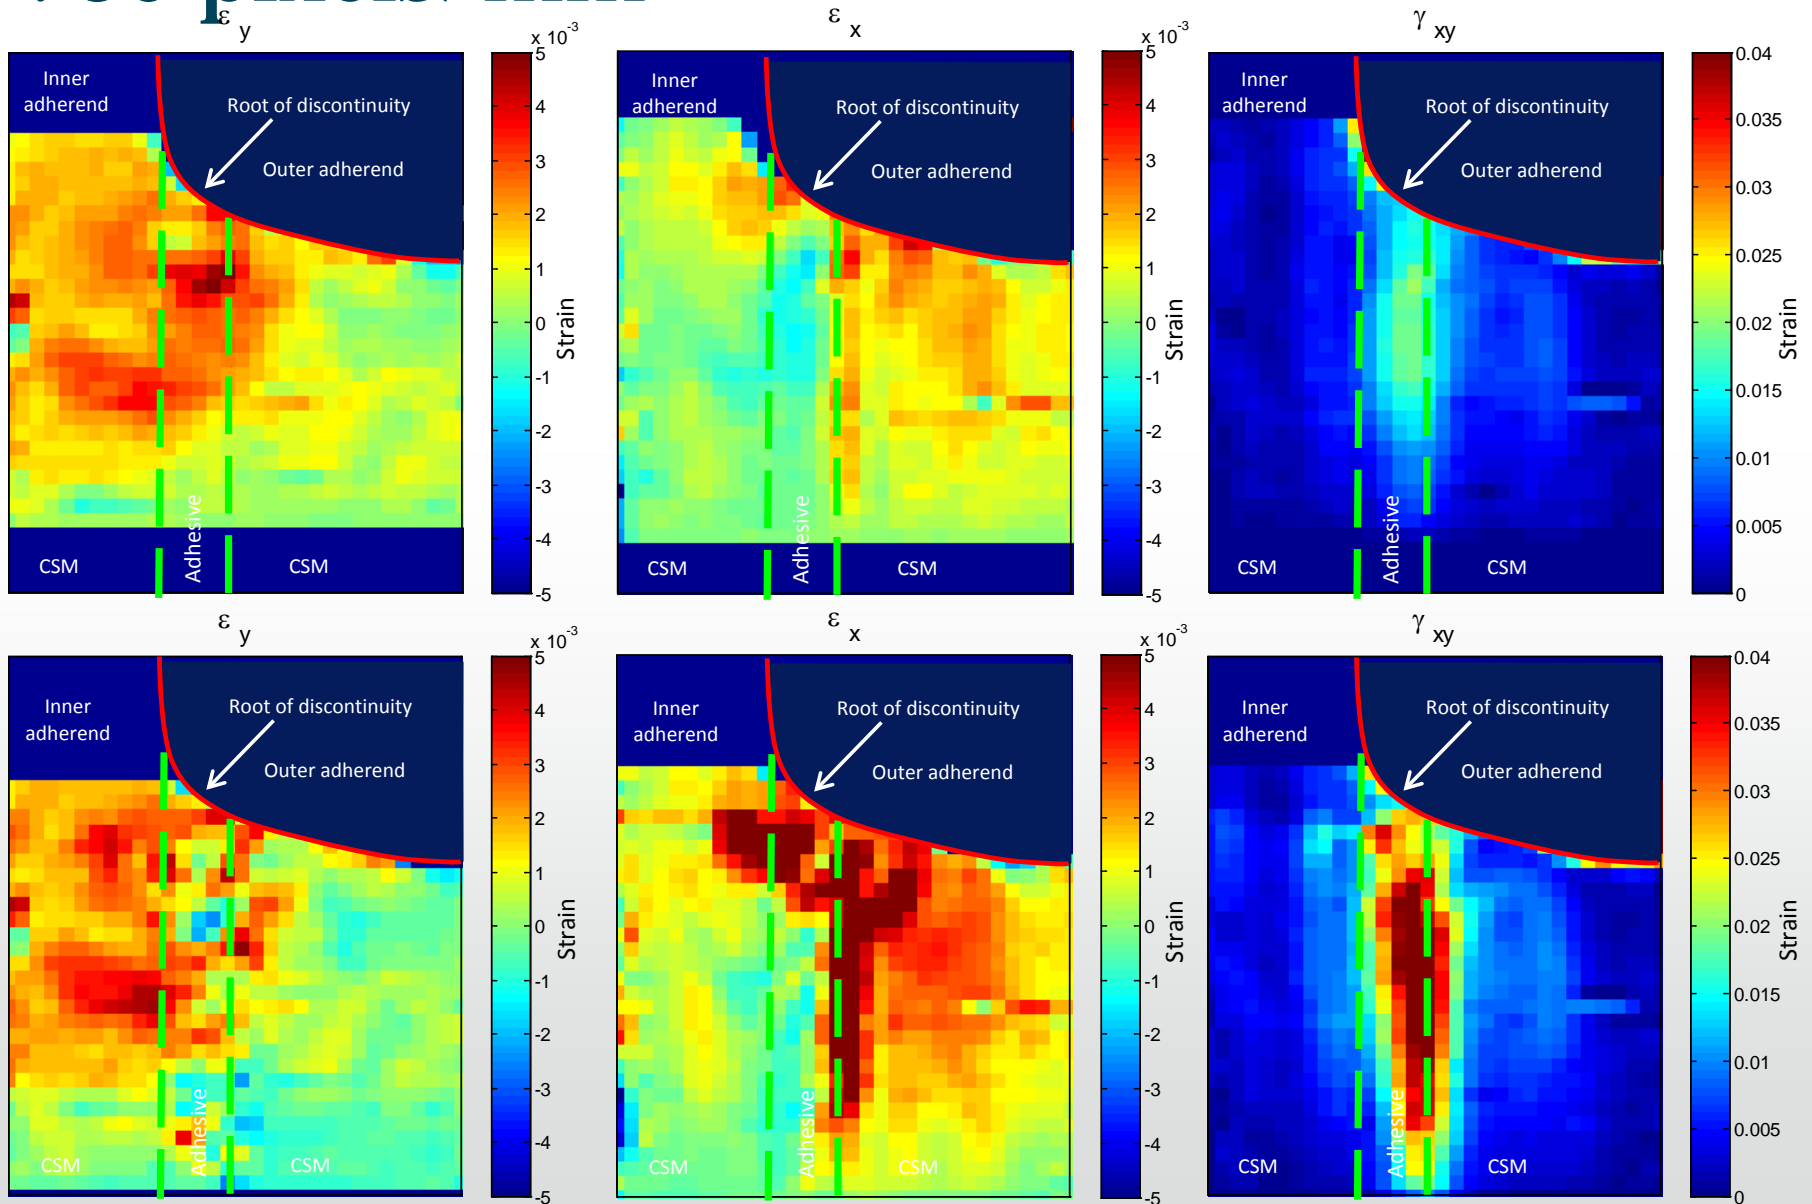 ε y
x 10-3
Inner
adherend
Root of discontinuity
Outer adherend
CSM
Adhesive
CSM
5
4
3
2
1
0
-1
-2
-3
-4
-5
Strain
ε x
x 10-3
Inner
adherend
Root of discontinuity
Outer adherend
CSM
Adhesive
CSM
5
4
3
2
1
0
-1
-2
-3
-4
-5
Strain
γ xy
Inner
adherend
Root of discontinuity
Outer adherend
CSM
Adhesive
CSM
0.04
0.035
0.03
0.025
0.02
0.015
0.01
0.005
0
Strain
ε y
x 10-3
Inner
adherend
Root of discontinuity
Outer adherend
CSM
Adhesive
CSM
5
4
3
2
1
0
-1
-2
-3
-4
-5
Strain
ε x
x 10-3
Inner
adherend
Root of discontinuity
Outer adherend
CSM
Adhesive
CSM
5
4
3
2
1
0
-1
-2
-3
-4
-5
Strain
γ xy
Inner
adherend
Root of discontinuity
Outer adherend
CSM
Adhesive
CSM
0.04
0.035
0.03
0.025
0.02
0.015
0.01
0.005
0
Strain